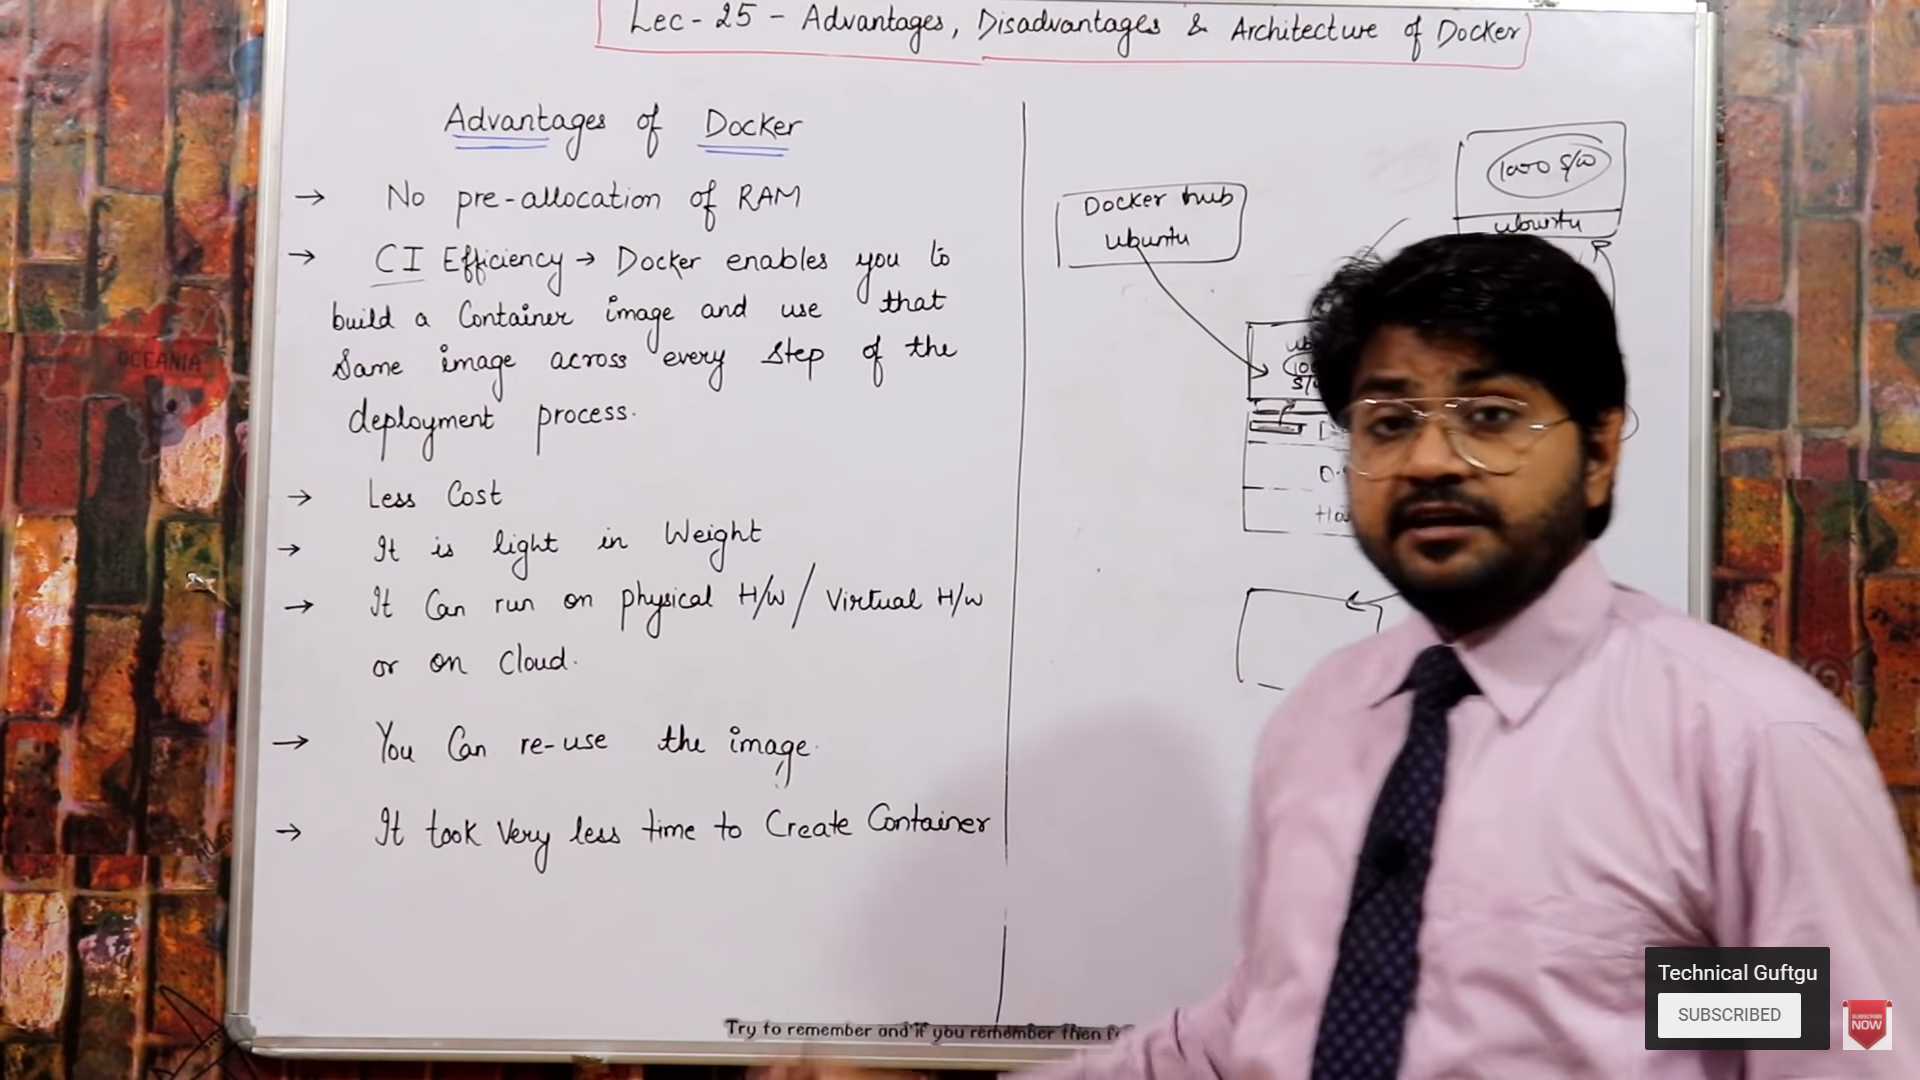 Lec - 25 - Advantages, Disadvantages & Architecture of Docker
Advantages of Docker
→ No pre-allocation of RAM
→ CI Efficiency → Docker enables you to
build a Container image and use that
Same image across every step of the
deployment process.
→ Less Cost
→ It is light in Weight
→ It Can run on physical H/W / Virtual H/W
or on Cloud.
→ You Can re-use the image.
→ It took Very less time to Create Container
Docker hub
ubuntu
1000 S/W
ubuntu
OCEANIA
Try to remember and if you remember then
Technical Guftgu
SUBSCRIBED
SUBSCRIBE
NOW